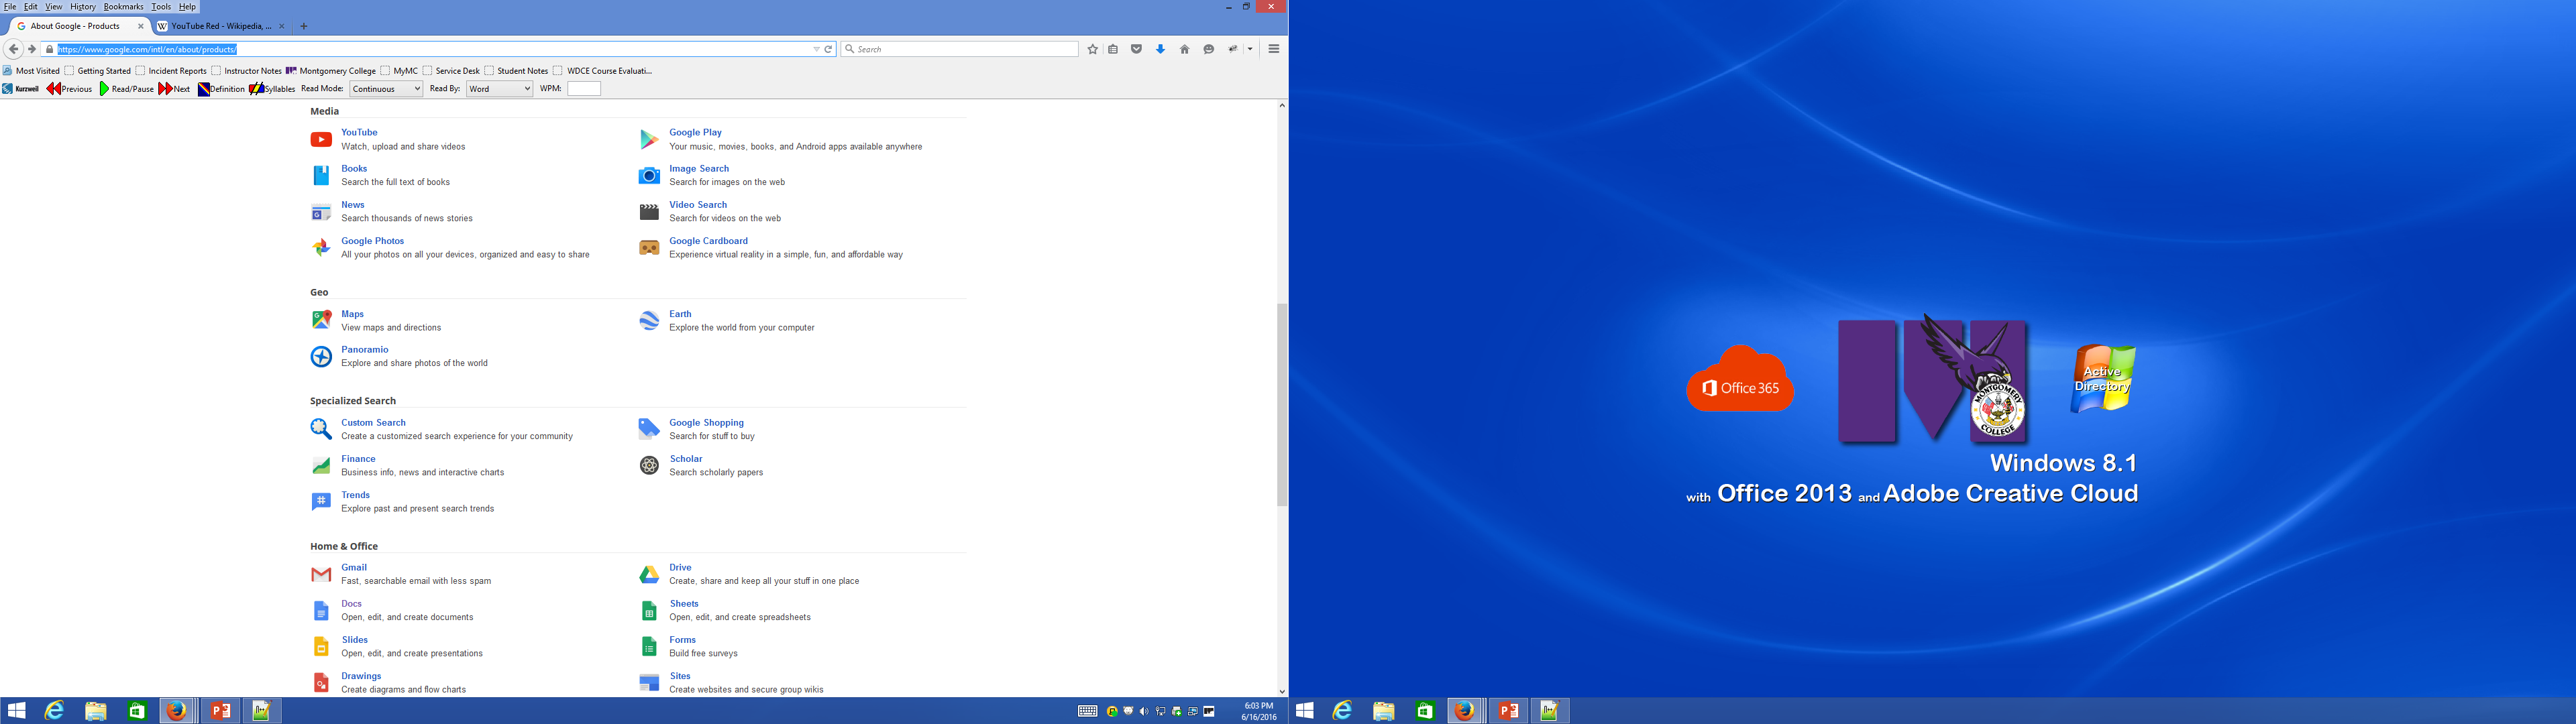 File Edit View History Bookmarks Tools Help
About Google - Products
YouTube Red - Wikipedia, ...
https://www.google.com/intl/en/about/products/
Search
Most Visited Getting Started Incident Reports Instructor Notes Montgomery College MyMC Service Desk Student Notes WDCE Course Evaluati...
Kurzweil Previous Read/Pause Next Definition Syllables Read Mode: Continuous Read By: Word WPM:
Media
YouTube
Watch, upload and share videos
Google Play
Your music, movies, books, and Android apps available anywhere
Books
Search the full text of books
Image Search
Search for images on the web
News
Search thousands of news stories
Video Search
Search for videos on the web
Google Photos
All your photos on all your devices, organized and easy to share
Google Cardboard
Experience virtual reality in a simple, fun, and affordable way
Geo
Maps
View maps and directions
Earth
Explore the world from your computer
Panoramio
Explore and share photos of the world
Specialized Search
Custom Search
Create a customized search experience for your community
Google Shopping
Search for stuff to buy
Finance
Business info, news and interactive charts
Scholar
Search scholarly papers
Trends
Explore past and present search trends
Home & Office
Gmail
Fast, searchable email with less spam
Drive
Create, share and keep all your stuff in one place
Docs
Open, edit, and create documents
Sheets
Open, edit, and create spreadsheets
Slides
Open, edit, and create presentations
Forms
Build free surveys
Drawings
Create diagrams and flow charts
Sites
Create websites and secure group wikis
6:03 PM
6/16/2016
Office 365
MONTGOMERY COLLEGE
Active
Directory
Windows 8.1
with Office 2013 and Adobe Creative Cloud